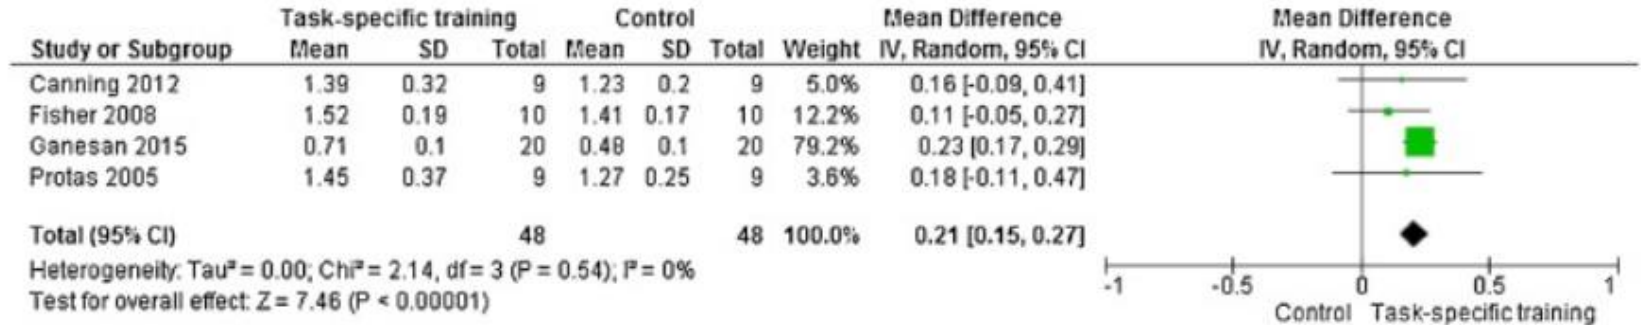 Task-specific training Control Mean Difference Mean Difference
Study or Subgroup Mean SD Total Mean SD Total Weight IV, Random, 95% CI IV, Random, 95% CI
Canning 2012 1.39 0.32 9 1.23 0.2 9 5.0% 0.16 [-0.09, 0.41]
Fisher 2008 1.52 0.19 10 1.41 0.17 10 12.2% 0.11 [-0.05, 0.27]
Ganesan 2015 0.71 0.1 20 0.48 0.1 20 79.2% 0.23 [0.17, 0.29]
Protas 2005 1.45 0.37 9 1.27 0.25 9 3.6% 0.18 [-0.11, 0.47]
Total (95% CI) 48 48 100.0% 0.21 [0.15, 0.27]
Heterogeneity: Tau² = 0.00; Chi² = 2.14, df = 3 (P = 0.54); I² = 0%
Test for overall effect: Z = 7.46 (P < 0.00001)
-1 -0.5 0 0.5 1
Control Task-specific training